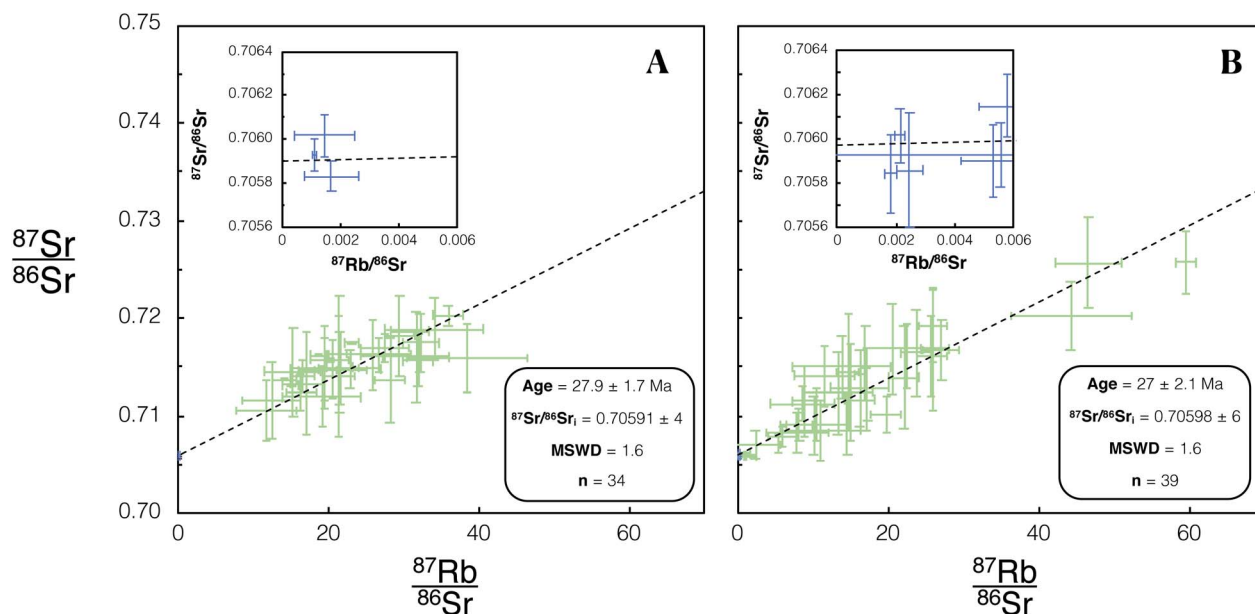 0.75
0.74
0.73
0.72
0.71
0.70
⁸⁷Sr
⁸⁶Sr
A
0.7064
0.7062
0.7060
0.7058
0.7056
⁸⁷Sr/⁸⁶Sr
0 0.002 0.004 0.006
⁸⁷Rb/⁸⁶Sr
Age = 27.9 ± 1.7 Ma
⁸⁷Sr/⁸⁶Srᵢ = 0.70591 ± 4
MSWD = 1.6
n = 34
0 20 40 60
⁸⁷Rb
⁸⁶Sr
B
0.7064
0.7062
0.7060
0.7058
0.7056
⁸⁷Sr/⁸⁶Sr
0 0.002 0.004 0.006
⁸⁷Rb/⁸⁶Sr
Age = 27 ± 2.1 Ma
⁸⁷Sr/⁸⁶Srᵢ = 0.70598 ± 6
MSWD = 1.6
n = 39
0 20 40 60
⁸⁷Rb
⁸⁶Sr